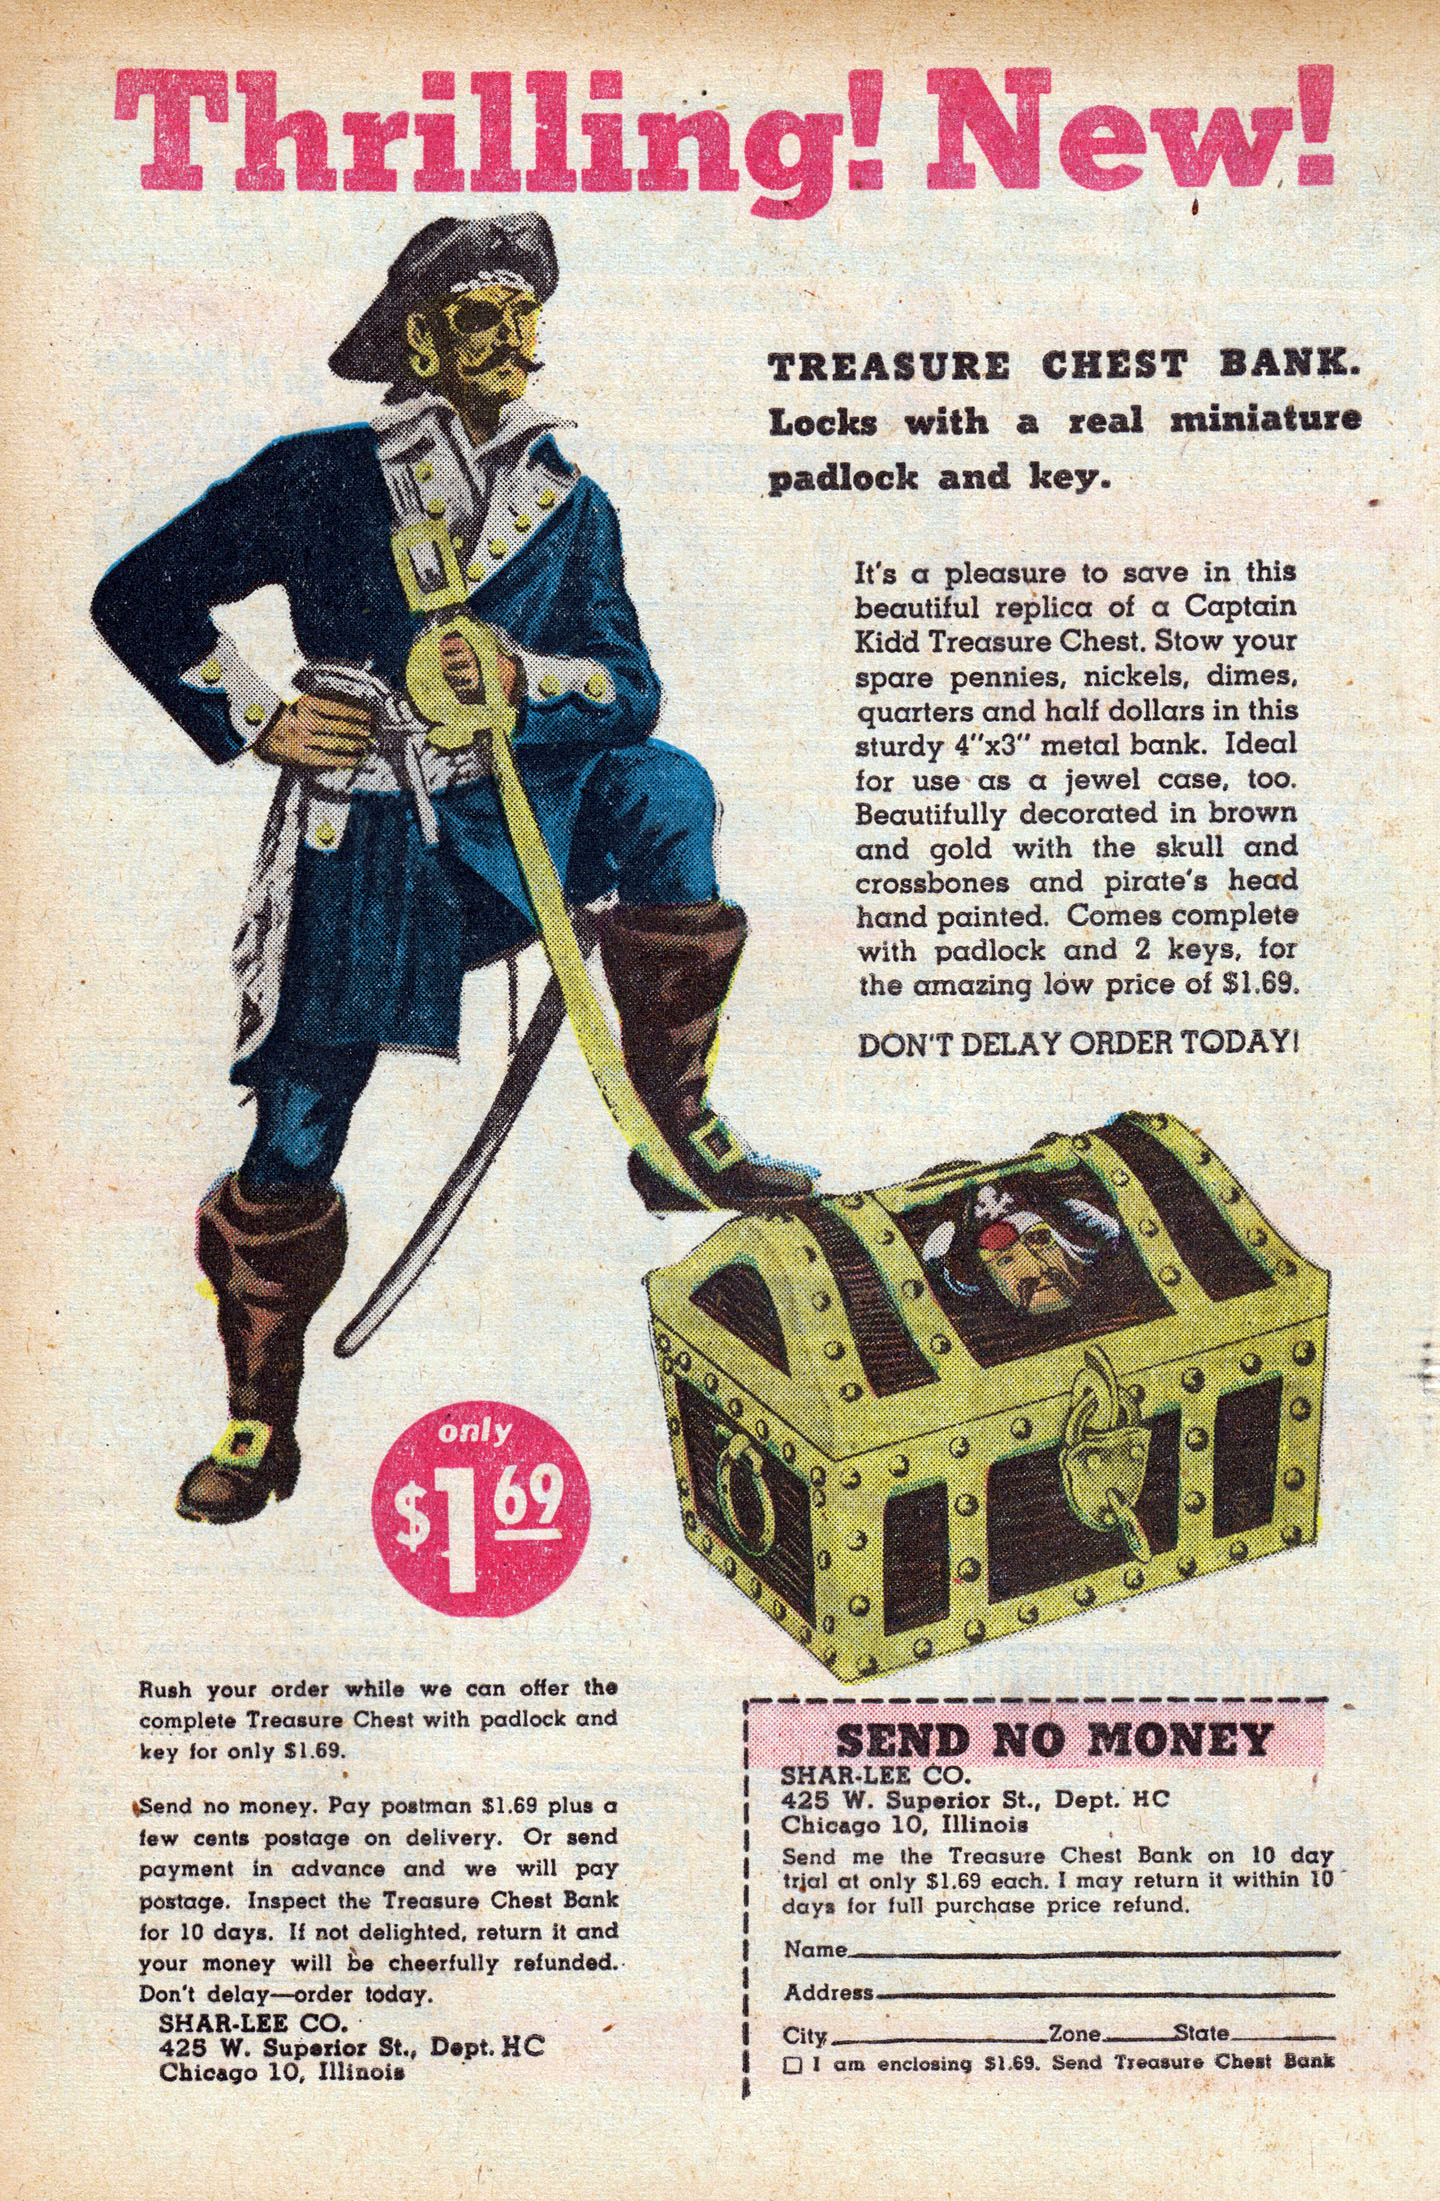 Thrilling! New!
TREASURE CHEST BANK.
Locks with a real miniature
padlock and key.
It's a pleasure to save in this
beautiful replica of a Captain
Kidd Treasure Chest. Stow your
spare pennies, nickels, dimes,
quarters and half dollars in this
sturdy 4"x3" metal bank. Ideal
for use as a jewel case, too.
Beautifully decorated in brown
and gold with the skull and
crossbones and pirate's head
hand painted. Comes complete
with padlock and 2 keys, for
the amazing low price of $1.69.
DON'T DELAY ORDER TODAY!
only
$1 69
Rush your order while we can offer the
complete Treasure Chest with padlock and
key for only $1.69.
Send no money. Pay postman $1.69 plus a
few cents postage on delivery. Or send
payment in advance and we will pay
postage. Inspect the Treasure Chest Bank
for 10 days. If not delighted, return it and
your money will be cheerfully refunded.
Don't delay—order today.
SHAR-LEE CO.
425 W. Superior St., Dept. HC
Chicago 10, Illinois
SEND NO MONEY
SHAR-LEE CO.
425 W. Superior St., Dept. HC
Chicago 10, Illinois
Send me the Treasure Chest Bank on 10 day
trial at only $1.69 each. I may return it within 10
days for full purchase price refund.
Name
Address
City Zone State
☐ I am enclosing $1.69. Send Treasure Chest Bank